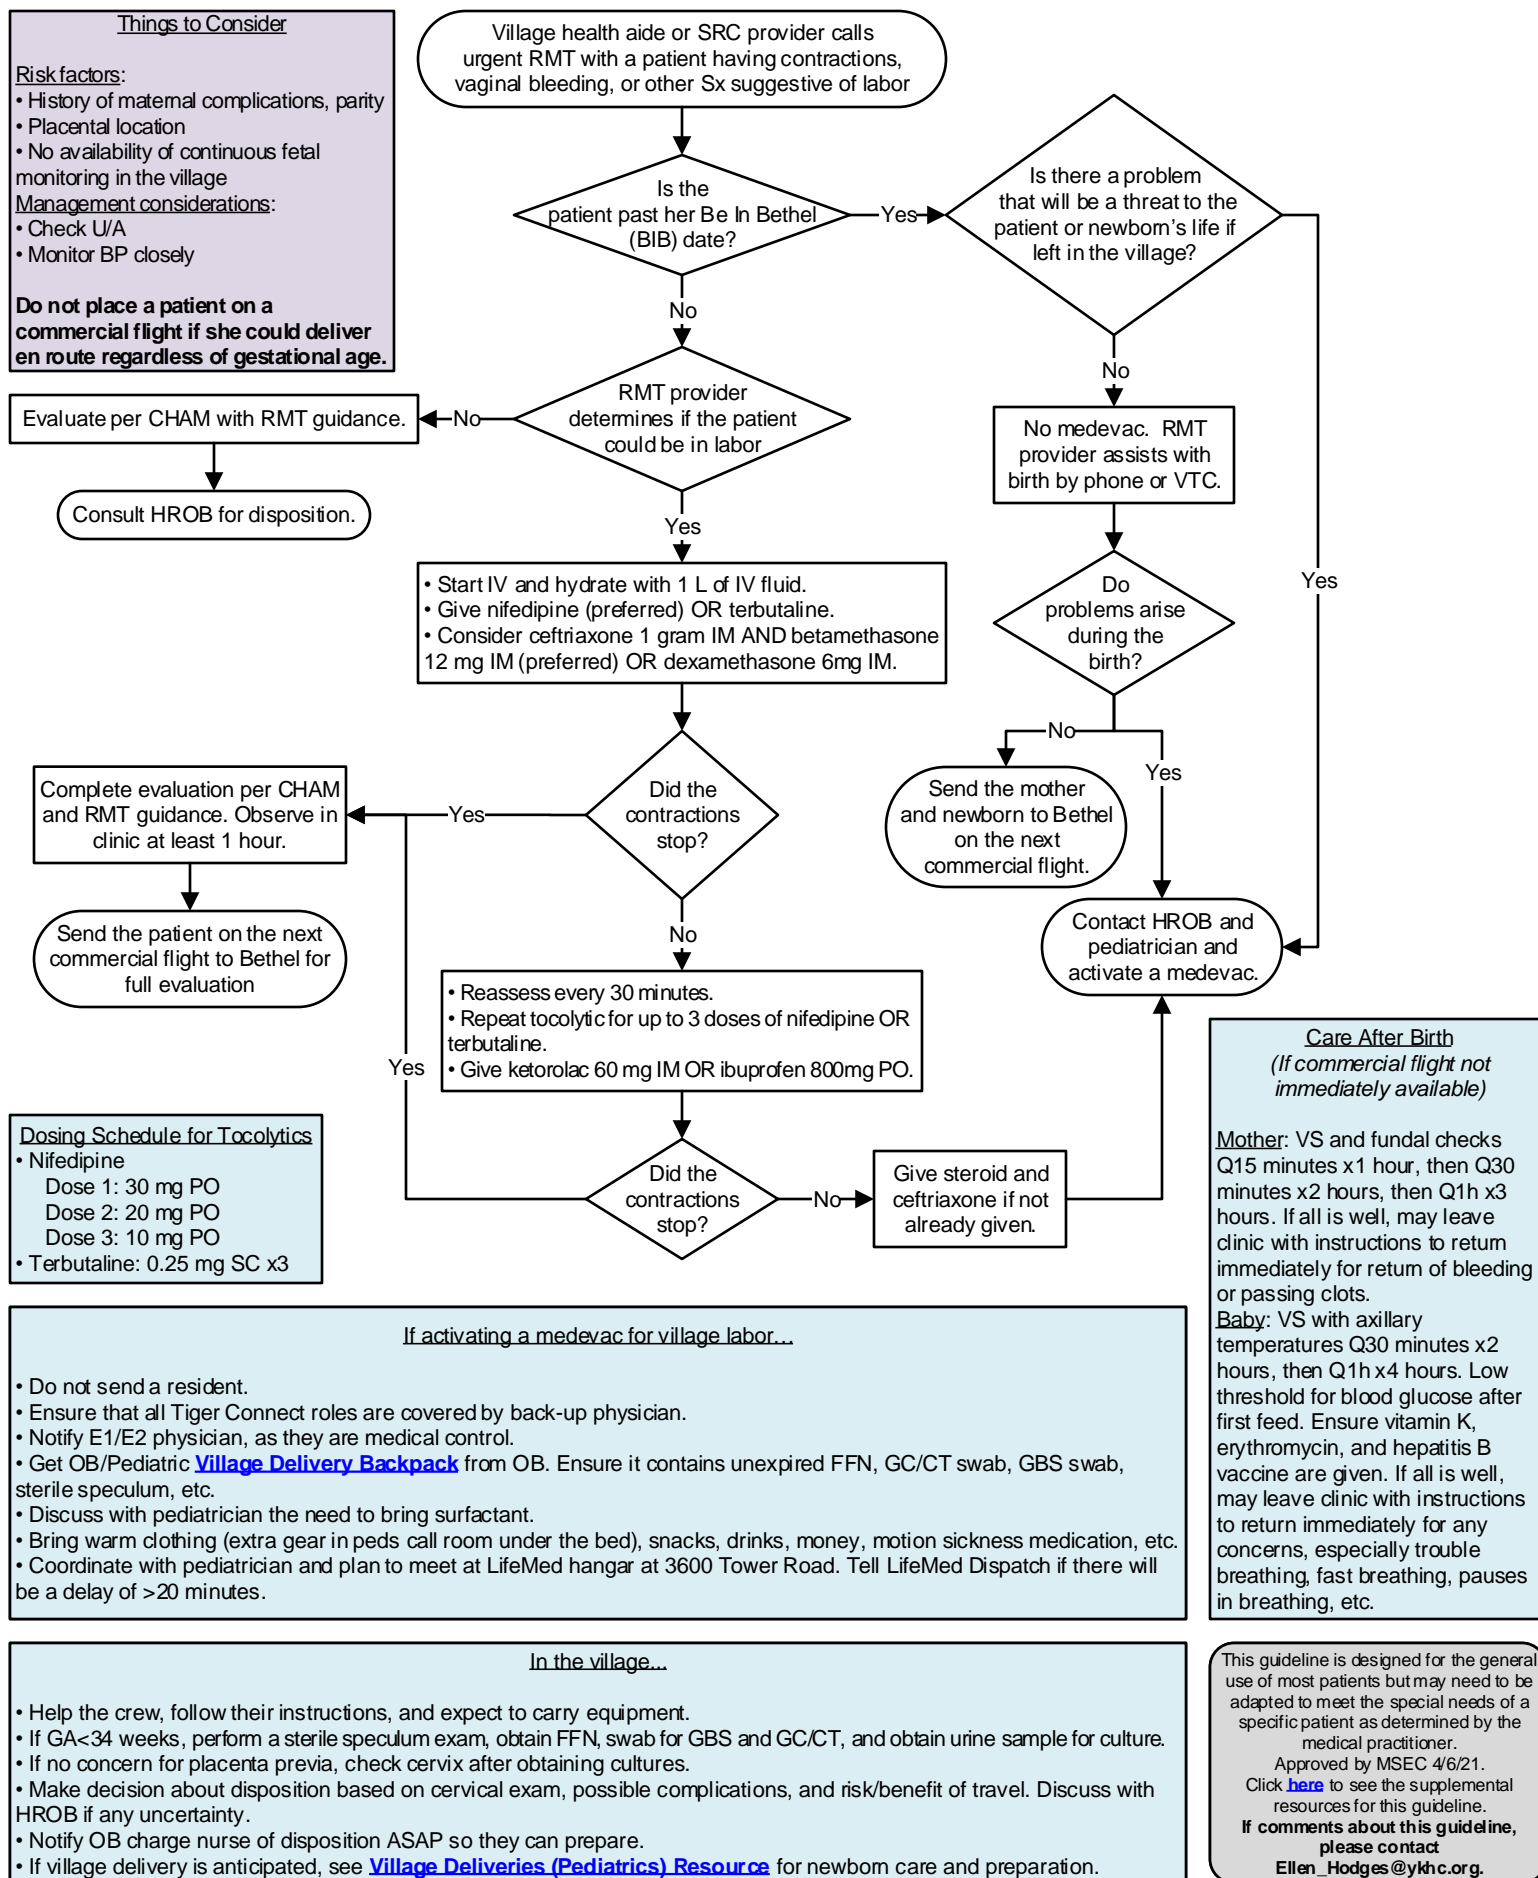 Things to Consider
Risk factors:
• History of maternal complications, parity
• Placental location
• No availability of continuous fetal
monitoring in the village
Management considerations:
• Check U/A
• Monitor BP closely
Do not place a patient on a
commercial flight if she could deliver
en route regardless of gestational age.
Village health aide or SRC provider calls
urgent RMT with a patient having contractions,
vaginal bleeding, or other Sx suggestive of labor
Is the
patient past her Be In Bethel
(BIB) date?
Yes
Is there a problem
that will be a threat to the
patient or newborn's life if
left in the village?
No
No
Yes
RMT provider
determines if the patient
could be in labor
No
Evaluate per CHAM with RMT guidance.
Consult HROB for disposition.
Yes
No medevac. RMT
provider assists with
birth by phone or VTC.
• Start IV and hydrate with 1 L of IV fluid.
• Give nifedipine (preferred) OR terbutaline.
• Consider ceftriaxone 1 gram IM AND betamethasone
12 mg IM (preferred) OR dexamethasone 6mg IM.
Do
problems arise
during the
birth?
No
Yes
Send the mother
and newborn to Bethel
on the next
commercial flight.
Contact HROB and
pediatrician and
activate a medevac.
Did the
contractions
stop?
Yes
Complete evaluation per CHAM
and RMT guidance. Observe in
clinic at least 1 hour.
Send the patient on the next
commercial flight to Bethel for
full evaluation
No
• Reassess every 30 minutes.
• Repeat tocolytic for up to 3 doses of nifedipine OR
terbutaline.
• Give ketorolac 60 mg IM OR ibuprofen 800mg PO.
Yes
Did the
contractions
stop?
No
Give steroid and
ceftriaxone if not
already given.
Dosing Schedule for Tocolytics
• Nifedipine
Dose 1: 30 mg PO
Dose 2: 20 mg PO
Dose 3: 10 mg PO
• Terbutaline: 0.25 mg SC x3
Care After Birth
(If commercial flight not
immediately available)
Mother: VS and fundal checks
Q15 minutes x1 hour, then Q30
minutes x2 hours, then Q1h x3
hours. If all is well, may leave
clinic with instructions to return
immediately for return of bleeding
or passing clots.
Baby: VS with axillary
temperatures Q30 minutes x2
hours, then Q1h x4 hours. Low
threshold for blood glucose after
first feed. Ensure vitamin K,
erythromycin, and hepatitis B
vaccine are given. If all is well,
may leave clinic with instructions
to return immediately for any
concerns, especially trouble
breathing, fast breathing, pauses
in breathing, etc.
If activating a medevac for village labor...
• Do not send a resident.
• Ensure that all Tiger Connect roles are covered by back-up physician.
• Notify E1/E2 physician, as they are medical control.
• Get OB/Pediatric Village Delivery Backpack from OB. Ensure it contains unexpired FFN, GC/CT swab, GBS swab,
sterile speculum, etc.
• Discuss with pediatrician the need to bring surfactant.
• Bring warm clothing (extra gear in peds call room under the bed), snacks, drinks, money, motion sickness medication, etc.
• Coordinate with pediatrician and plan to meet at LifeMed hangar at 3600 Tower Road. Tell LifeMed Dispatch if there will
be a delay of >20 minutes.
In the village...
• Help the crew, follow their instructions, and expect to carry equipment.
• If GA<34 weeks, perform a sterile speculum exam, obtain FFN, swab for GBS and GC/CT, and obtain urine sample for culture.
• If no concern for placenta previa, check cervix after obtaining cultures.
• Make decision about disposition based on cervical exam, possible complications, and risk/benefit of travel. Discuss with
HROB if any uncertainty.
• Notify OB charge nurse of disposition ASAP so they can prepare.
• If village delivery is anticipated, see Village Deliveries (Pediatrics) Resource for newborn care and preparation.
This guideline is designed for the general
use of most patients but may need to be
adapted to meet the special needs of a
specific patient as determined by the
medical practitioner.
Approved by MSEC 4/6/21.
Click here to see the supplemental
resources for this guideline.
If comments about this guideline,
please contact
Ellen_Hodges@ykhc.org.